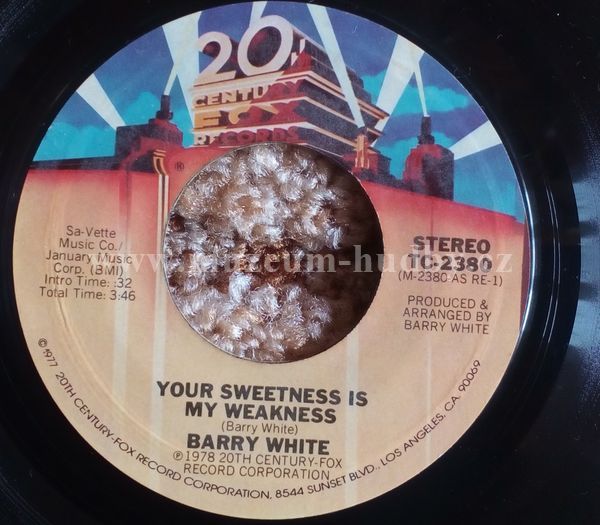 20th
CENTURY
FOX
RECORDS
®
Sa-Vette
Music Co./
January Music
Corp. (BMI)
Intro Time: :32
Total Time: 3:46
STEREO
TC-2380
(M-2380 AS RE-1)
PRODUCED &
ARRANGED BY
BARRY WHITE
YOUR SWEETNESS IS
MY WEAKNESS
(Barry White)
BARRY WHITE
℗ 1978 20TH CENTURY-FOX
RECORD CORPORATION
© 1977 20TH CENTURY-FOX RECORD CORPORATION, 8544 SUNSET BLVD., LOS ANGELES, CA. 90069